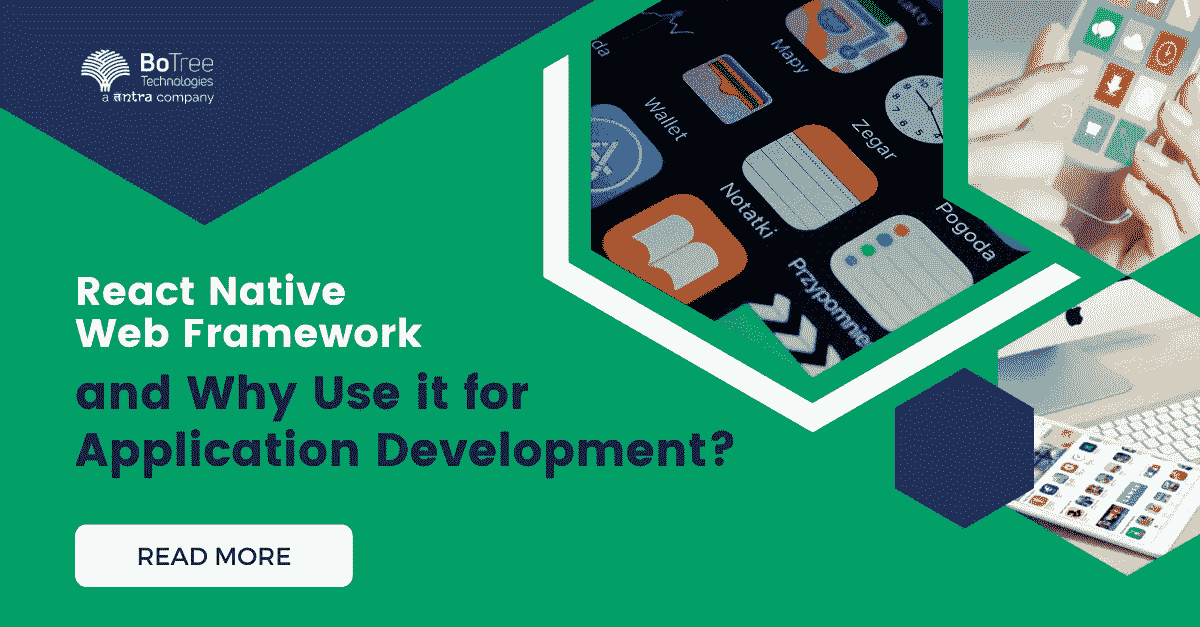 BoTree
Technologies
a antra company
React Native
Web Framework
and Why Use it for
Application Development?
READ MORE
Mapy
Wallet
Zegar
Notatki
Pogoda
Przypomnie